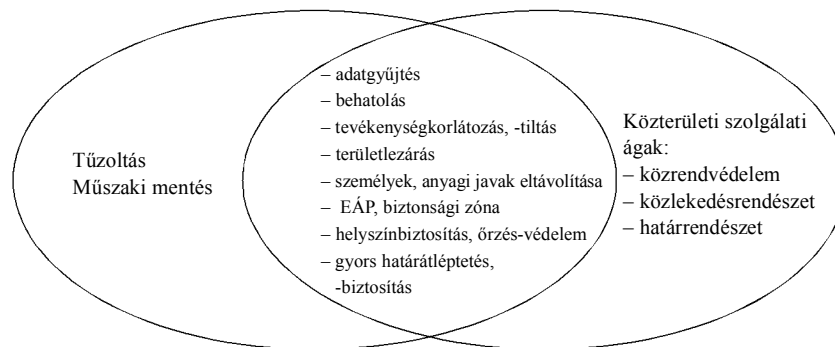 Tűzoltás
Műszaki mentés
– adatgyűjtés
– behatolás
– tevékenységkorlátozás, -tiltás
– területlezárás
– személyek, anyagi javak eltávolítása
– EÁP, biztonsági zóna
– helyszínbiztosítás, őrzés-védelem
– gyors határátléptetés,
-biztosítás
Közterületi szolgálati
ágak:
– közrendvédelem
– közlekedésrendészet
– határrendészet